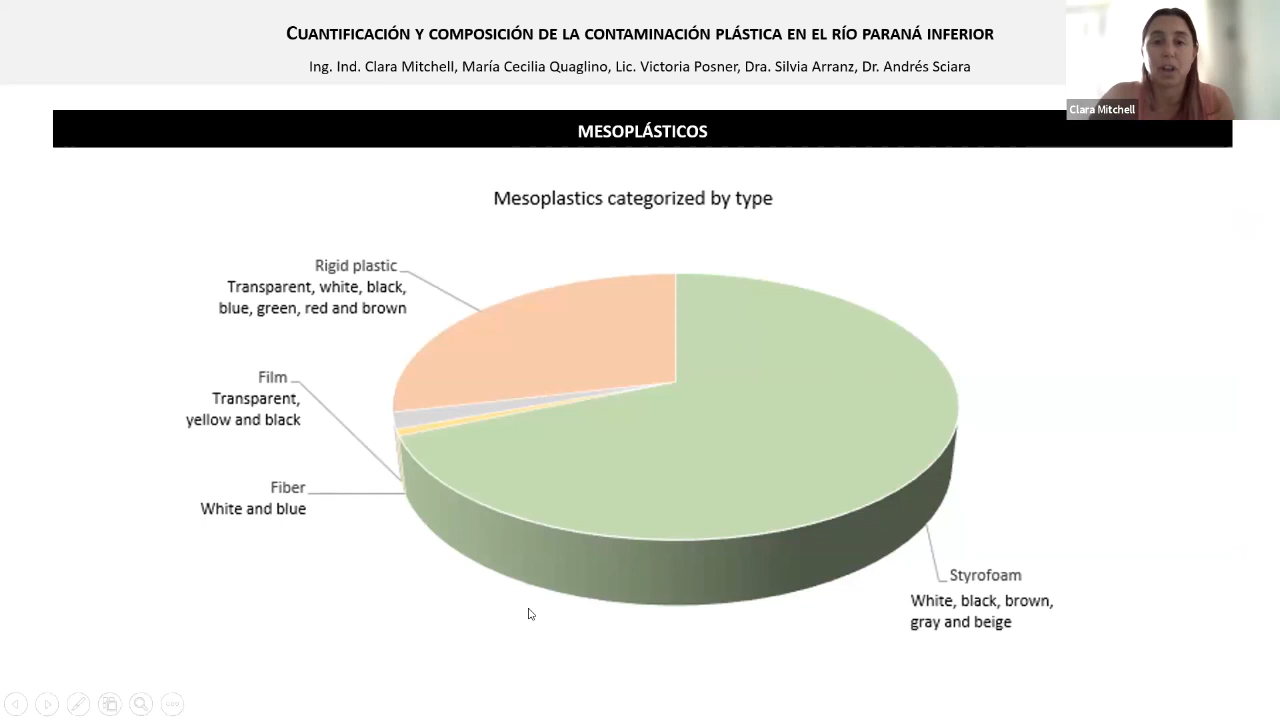 CUANTIFICACIÓN Y COMPOSICIÓN DE LA CONTAMINACIÓN PLÁSTICA EN EL RÍO PARANÁ INFERIOR
Ing. Ind. Clara Mitchell, María Cecilia Quaglino, Lic. Victoria Posner, Dra. Silvia Arranz, Dr. Andrés Sciara
Clara Mitchell
MESOPLÁSTICOS
Mesoplastics categorized by type
Rigid plastic
Transparent, white, black,
blue, green, red and brown
Film
Transparent,
yellow and black
Fiber
White and blue
Styrofoam
White, black, brown,
gray and beige